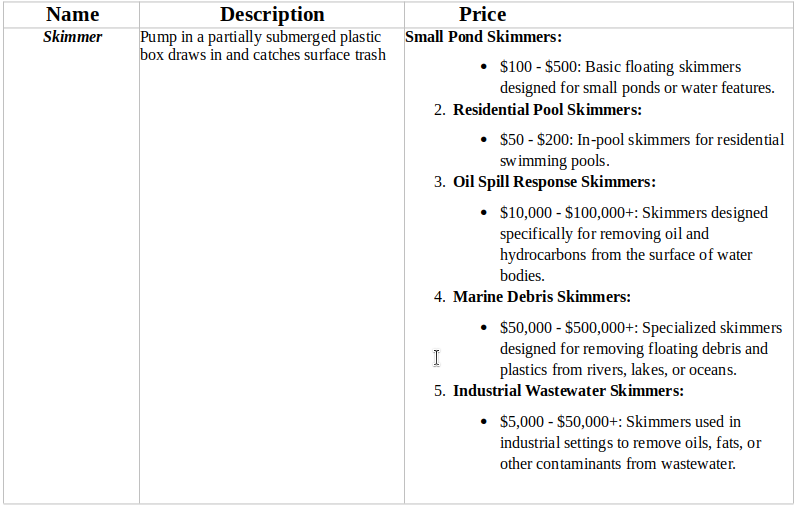 Name Description Price
Skimmer
Pump in a partially submerged plastic
box draws in and catches surface trash
Small Pond Skimmers:
• $100 - $500: Basic floating skimmers
designed for small ponds or water features.
2. Residential Pool Skimmers:
• $50 - $200: In-pool skimmers for residential
swimming pools.
3. Oil Spill Response Skimmers:
• $10,000 - $100,000+: Skimmers designed
specifically for removing oil and
hydrocarbons from the surface of water
bodies.
4. Marine Debris Skimmers:
• $50,000 - $500,000+: Specialized skimmers
designed for removing floating debris and
plastics from rivers, lakes, or oceans.
5. Industrial Wastewater Skimmers:
• $5,000 - $50,000+: Skimmers used in
industrial settings to remove oils, fats, or
other contaminants from wastewater.